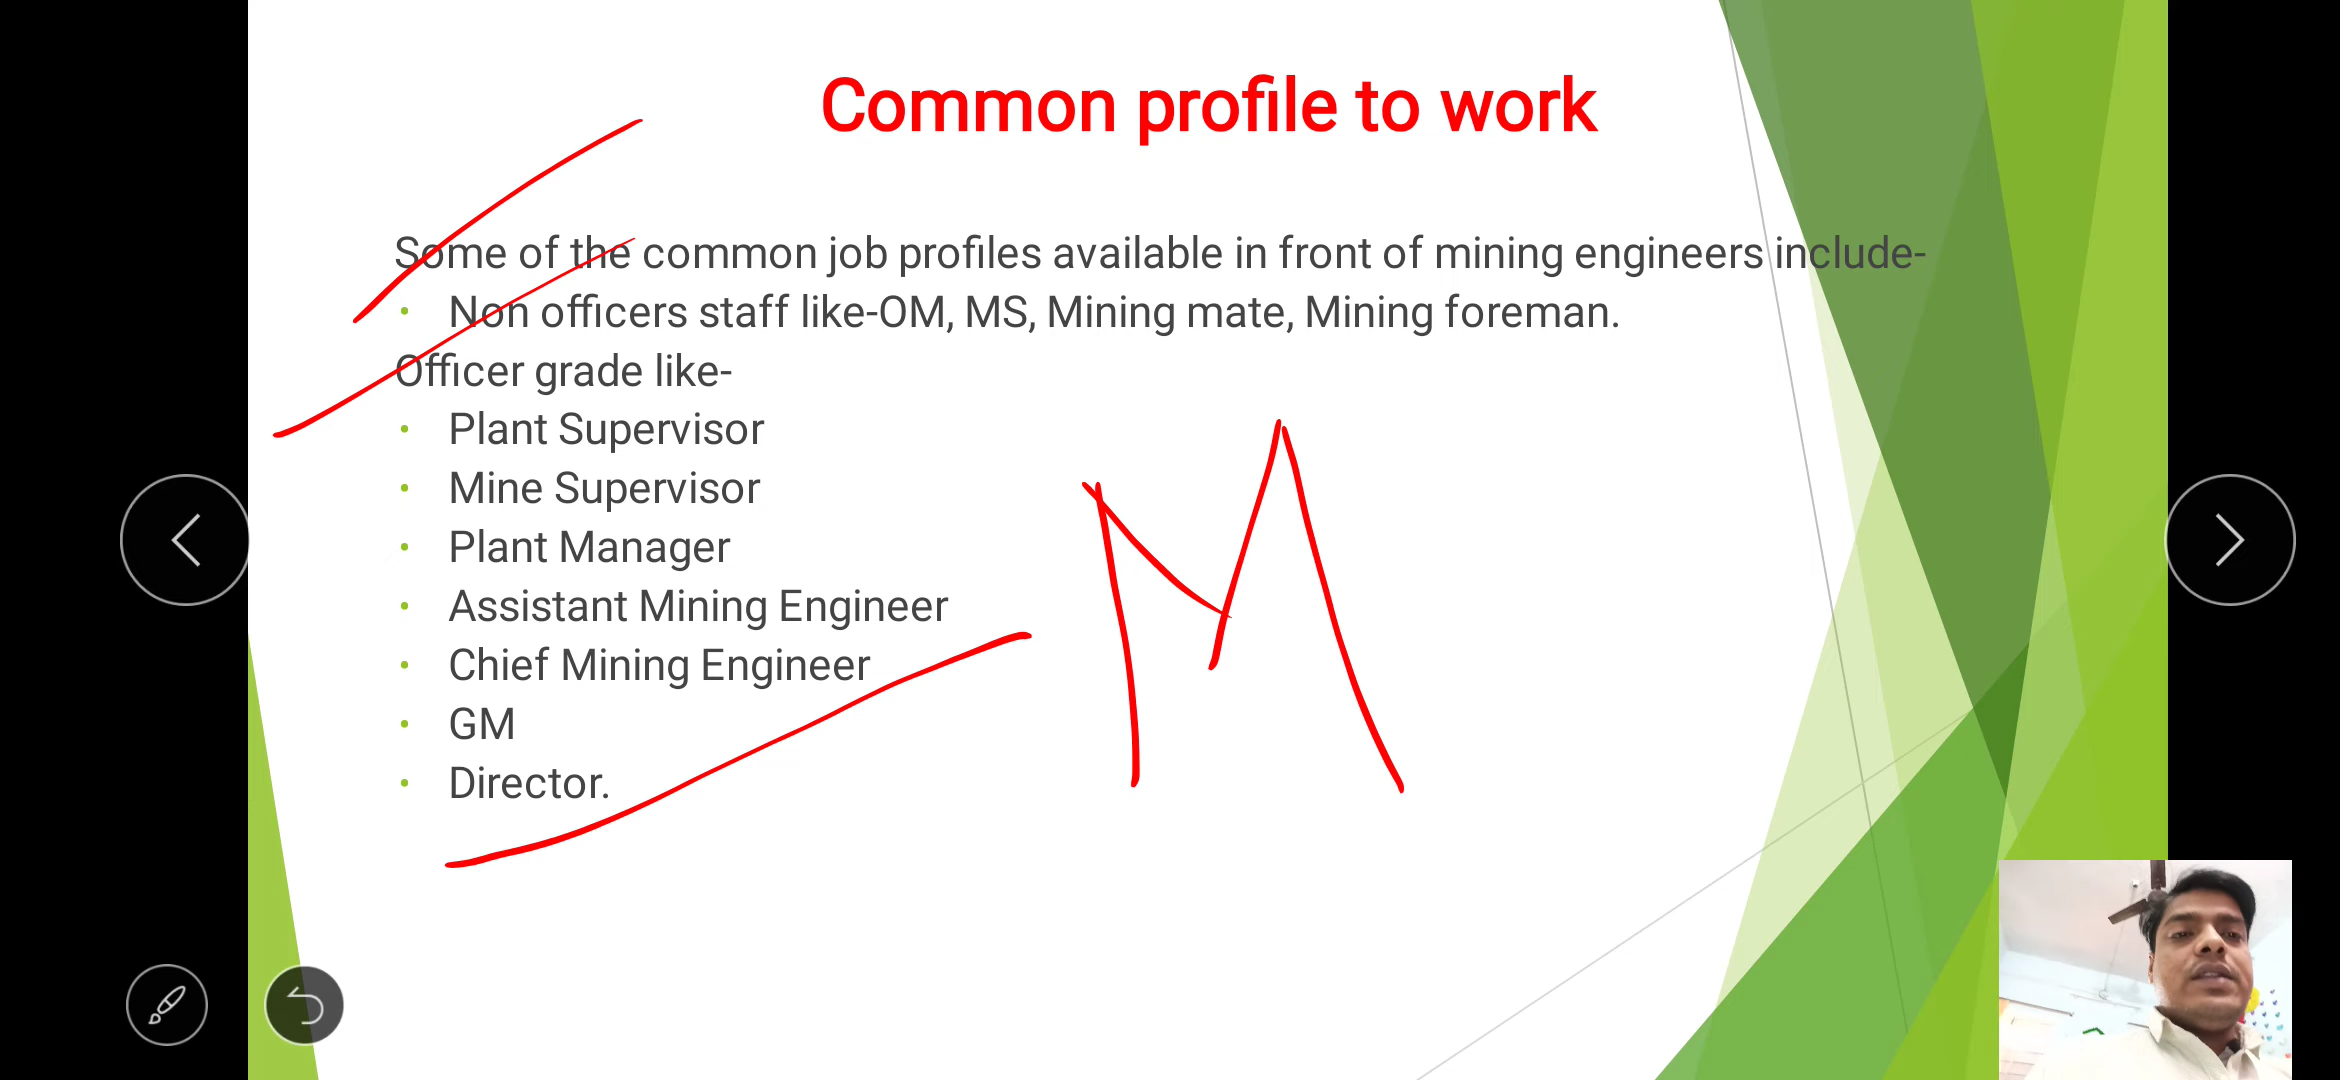 Common profile to work
Some of the common job profiles available in front of mining engineers include-
• Non officers staff like-OM, MS, Mining mate, Mining foreman.
Officer grade like-
• Plant Supervisor
• Mine Supervisor
• Plant Manager
• Assistant Mining Engineer
• Chief Mining Engineer
• GM
• Director.
M